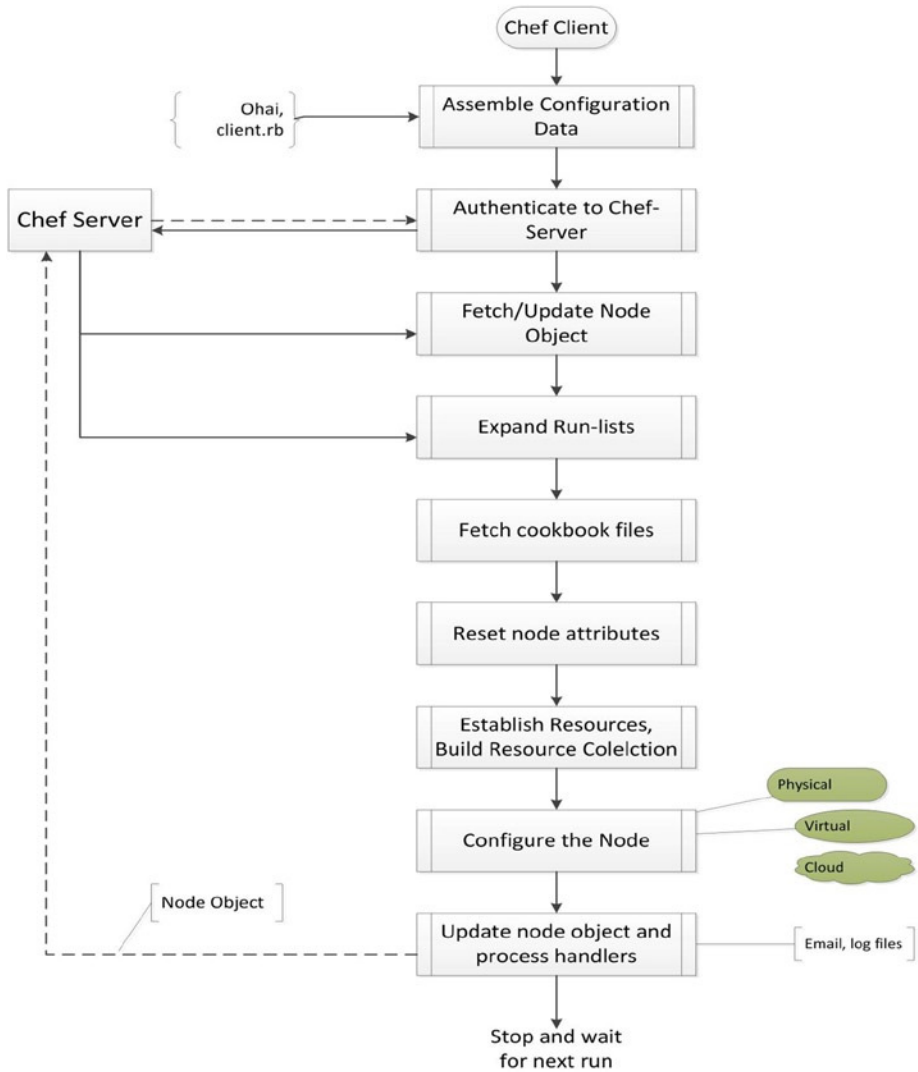 Chef Client
Assemble Configuration
Data
Ohai,
client.rb
Chef Server
Authenticate to Chef-
Server
Fetch/Update Node
Object
Expand Run-lists
Fetch cookbook files
Reset node attributes
Establish Resources,
Build Resource Colelction
Physical
Configure the Node
Virtual
Cloud
Node Object
Update node object and
process handlers
Email, log files
Stop and wait
for next run